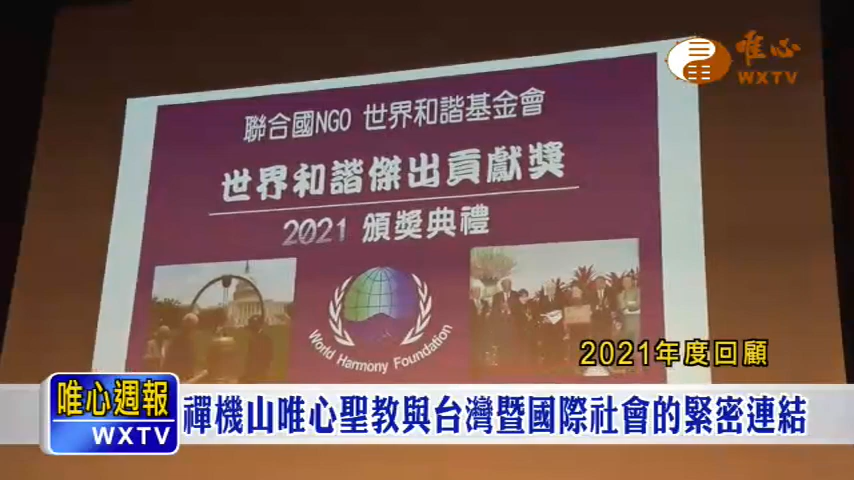 唯心
WXTV
聯合國NGO 世界和諧基金會
世界和諧傑出貢獻獎
2021 頒獎典禮
World Harmony Foundation
2021年度回顧
唯心週報
WXTV
禪機山唯心聖教與台灣暨國際社會的緊密連結